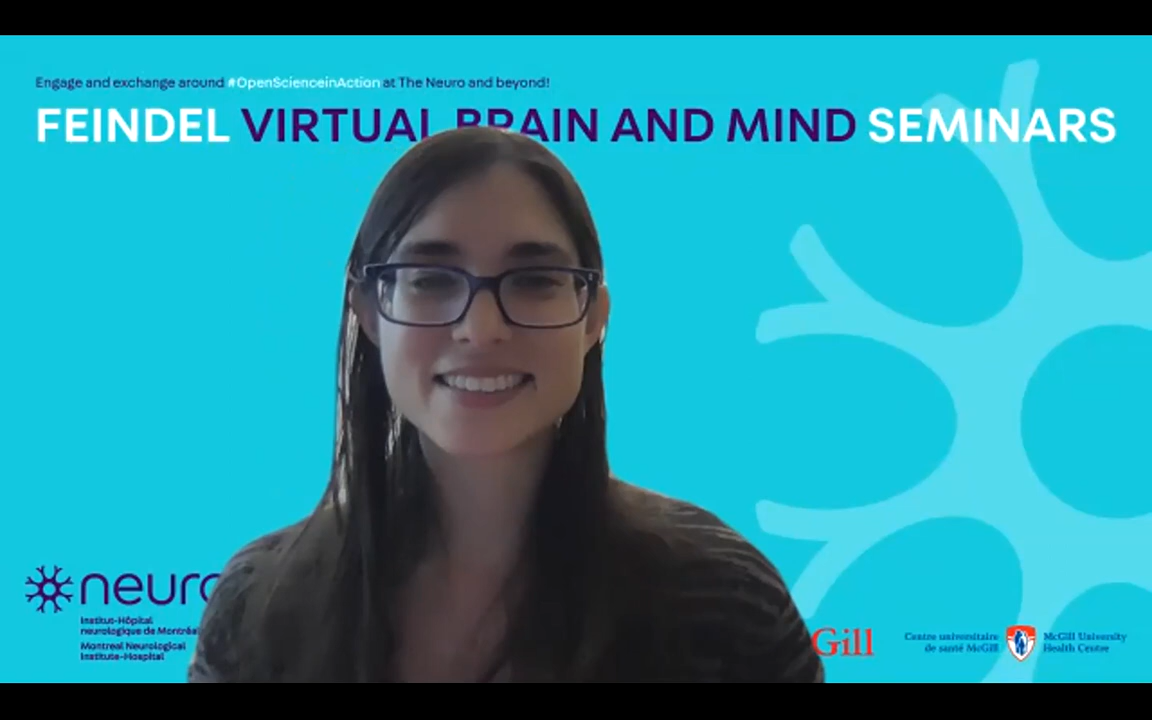 Engage and exchange around #OpenScienceinAction at The Neuro and beyond!
FEINDEL VIRTUAL BRAIN AND MIND SEMINARS
neuro
Institut-Hôpital
neurologique de Montréal
Montreal Neurological
Institute-Hospital
Gill
Centre universitaire
de santé McGill
McGill University
Health Centre